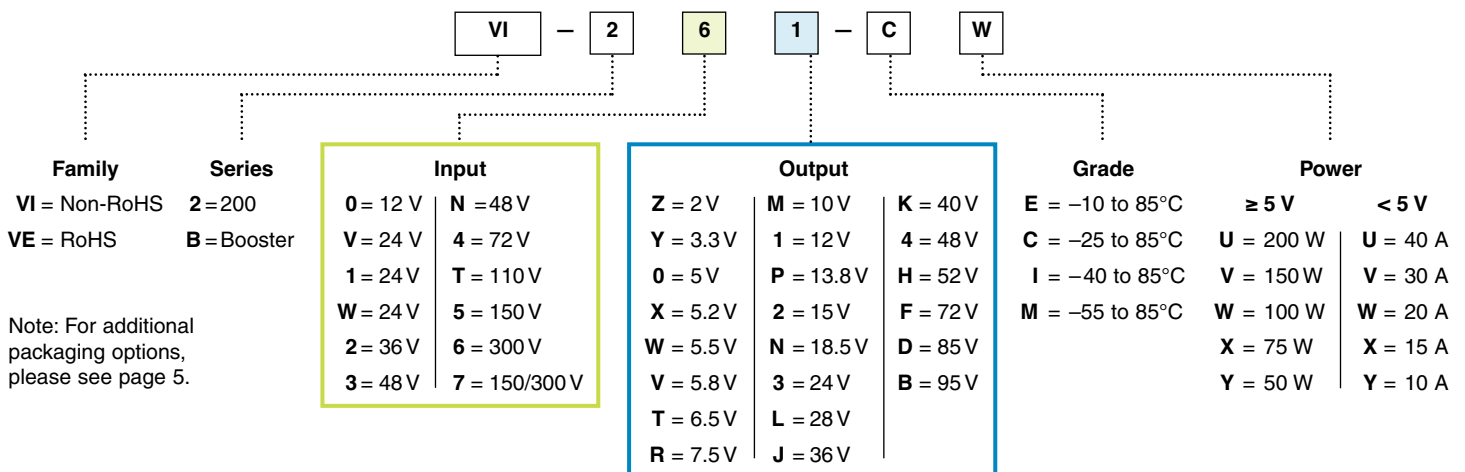 VI – 2 6 1 – C W
Family
VI = Non-RoHS
VE = RoHS
Note: For additional
packaging options,
please see page 5.
Series
2 = 200
B = Booster
Input
0 = 12 V N = 48 V
V = 24 V 4 = 72 V
1 = 24 V T = 110 V
W = 24 V 5 = 150 V
2 = 36 V 6 = 300 V
3 = 48 V 7 = 150/300 V
Output
Z = 2 V M = 10 V K = 40 V
Y = 3.3 V 1 = 12 V 4 = 48 V
0 = 5 V P = 13.8 V H = 52 V
X = 5.2 V 2 = 15 V F = 72 V
W = 5.5 V N = 18.5 V D = 85 V
V = 5.8 V 3 = 24 V B = 95 V
T = 6.5 V L = 28 V
R = 7.5 V J = 36 V
Grade
E = –10 to 85°C
C = –25 to 85°C
I = –40 to 85°C
M = –55 to 85°C
Power
≥ 5 V < 5 V
U = 200 W U = 40 A
V = 150 W V = 30 A
W = 100 W W = 20 A
X = 75 W X = 15 A
Y = 50 W Y = 10 A